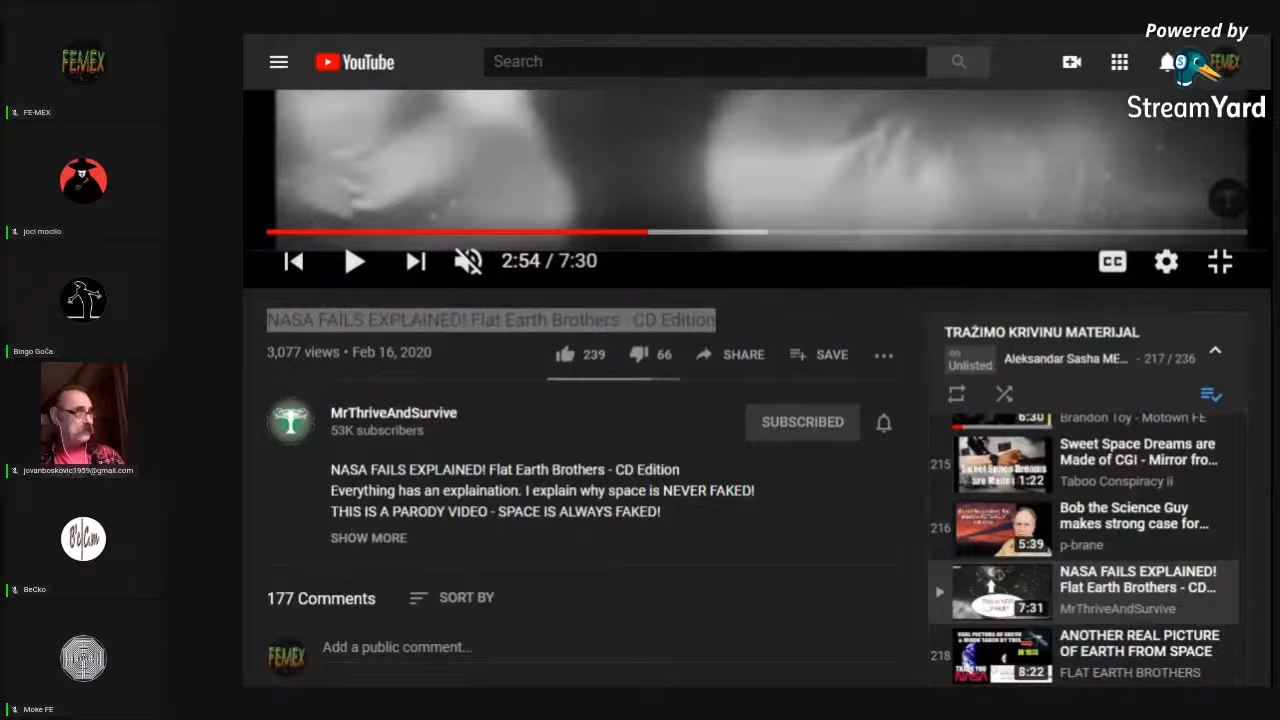 Powered by
StreamYard
FEMEX
FE-MEX
joci mocilo
Bingo Goča
jovanboskovic1959@gmail.com
BeCko
Moke FE
YouTube
Search
FEMEX
2:54 / 7:30
CC
NASA FAILS EXPLAINED! Flat Earth Brothers - CD Edition
3,077 views • Feb 16, 2020
239
66
SHARE
SAVE
MrThriveAndSurvive
53K subscribers
SUBSCRIBED
NASA FAILS EXPLAINED! Flat Earth Brothers - CD Edition
Everything has an explaination. I explain why space is NEVER FAKED!
THIS IS A PARODY VIDEO - SPACE IS ALWAYS FAKED!
SHOW MORE
177 Comments
SORT BY
FEMEX
Add a public comment...
TRAŽIMO KRIVINU MATERIJAL
Unlisted
Aleksandar Sasha ME... - 217 / 236
6:30
Brandon Toy - Motown FE
215
1:22
Sweet Space Dreams are
Made of CGI - Mirror fro...
Taboo Conspiracy ii
216
5:39
Bob the Science Guy
makes strong case for...
p-brane
7:31
NASA FAILS EXPLAINED!
Flat Earth Brothers - CD...
MrThriveAndSurvive
218
8:22
ANOTHER REAL PICTURE
OF EARTH FROM SPACE
FLAT EARTH BROTHERS